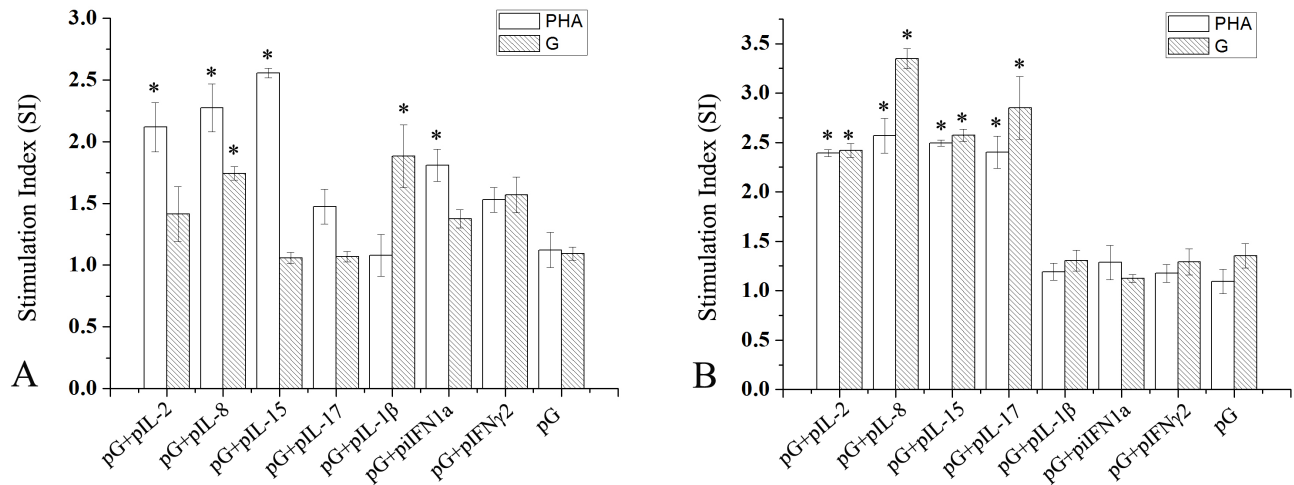 PHA
G
Stimulation Index (SI)
3.0
2.5
2.0
1.5
1.0
0.5
0.0
* * * * * *
pG+pIL-2
pG+pIL-8
pG+pIL-15
pG+pIL-17
pG+pIL-1β
pG+piIFN1a
pG+pIFNγ2
pG
A
PHA
G
Stimulation Index (SI)
3.5
3.0
2.5
2.0
1.5
1.0
0.5
0.0
* * * * * * * *
pG+pIL-2
pG+pIL-8
pG+pIL-15
pG+pIL-17
pG+pIL-1β
pG+piIFN1a
pG+pIFNγ2
pG
B